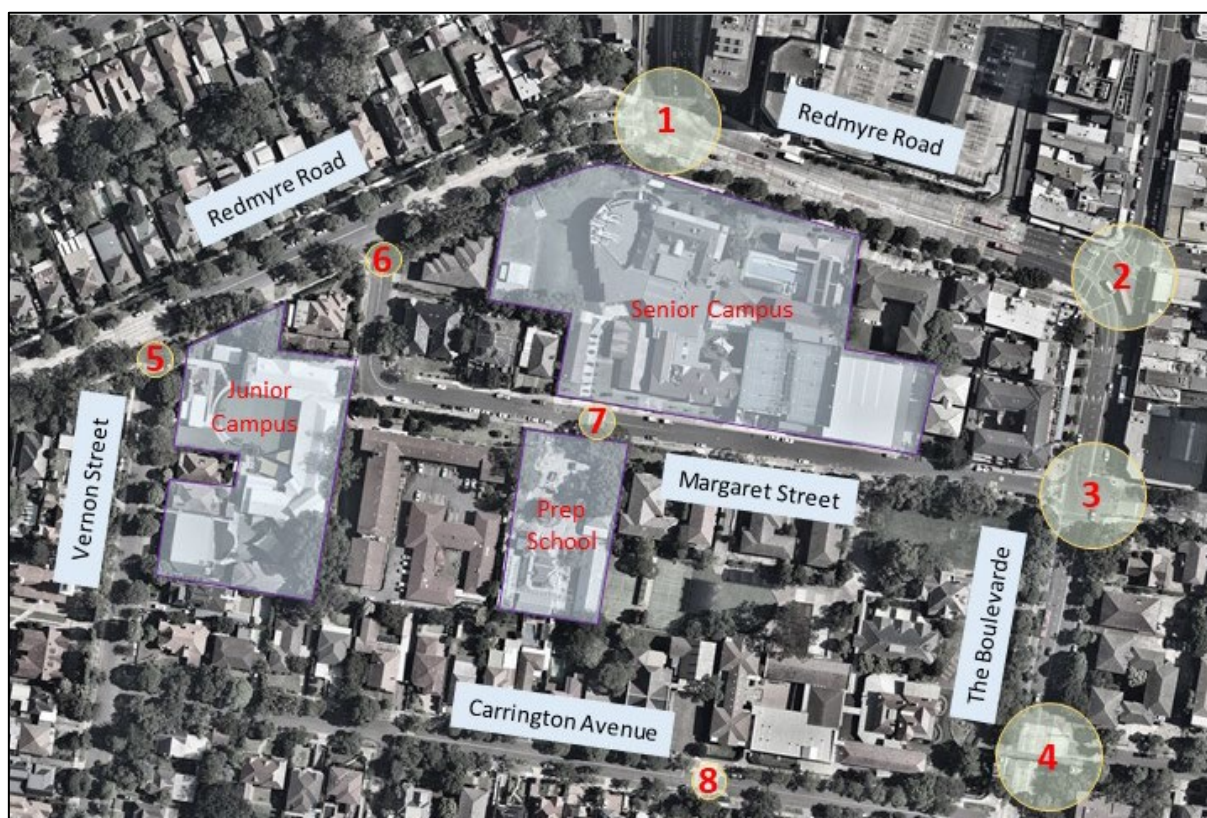 1
Redmyre Road
Redmyre Road
6
2
Senior Campus
5
Junior
Campus
7
Vernon Street
Margaret Street
3
Prep
School
The Boulevarde
Carrington Avenue
4
8